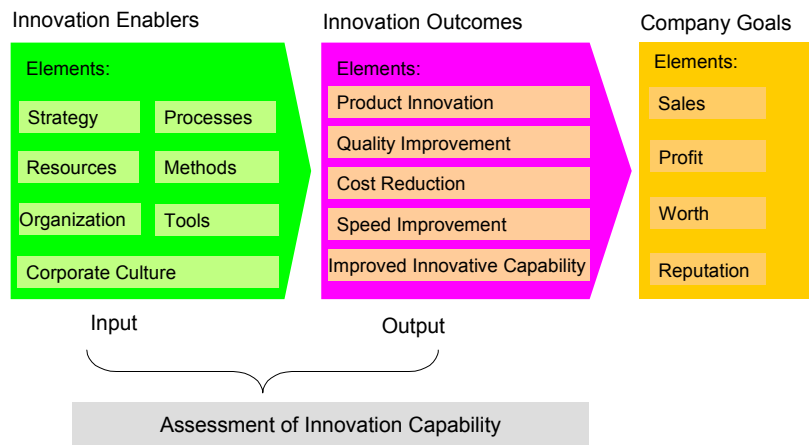 Innovation Enablers
Innovation Outcomes
Company Goals
Elements:
Strategy
Processes
Resources
Methods
Organization
Tools
Corporate Culture
Elements:
Product Innovation
Quality Improvement
Cost Reduction
Speed Improvement
Improved Innovative Capability
Elements:
Sales
Profit
Worth
Reputation
Input
Output
Assessment of Innovation Capability